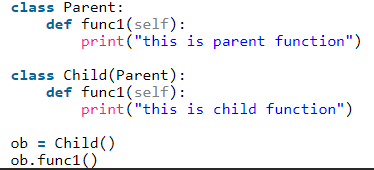 class Parent:
    def func1(self):
        print("this is parent function")

class Child(Parent):
    def func1(self):
        print("this is child function")

ob = Child()
ob.func1()